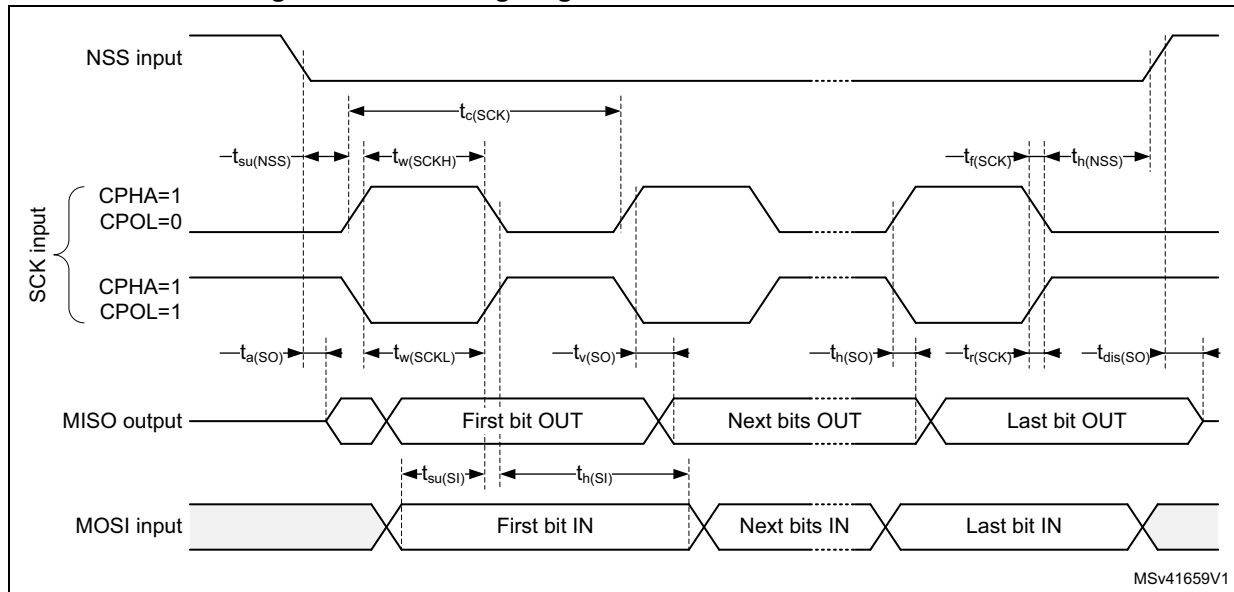 NSS input
tc(SCK)
tsu(NSS) tw(SCKH) tf(SCK) th(NSS)
SCK input
CPHA=1
CPOL=0
CPHA=1
CPOL=1
ta(SO) tw(SCKL) tv(SO) th(SO) tr(SCK) tdis(SO)
MISO output First bit OUT Next bits OUT Last bit OUT
tsu(SI) th(SI)
MOSI input First bit IN Next bits IN Last bit IN
MSv41659V1